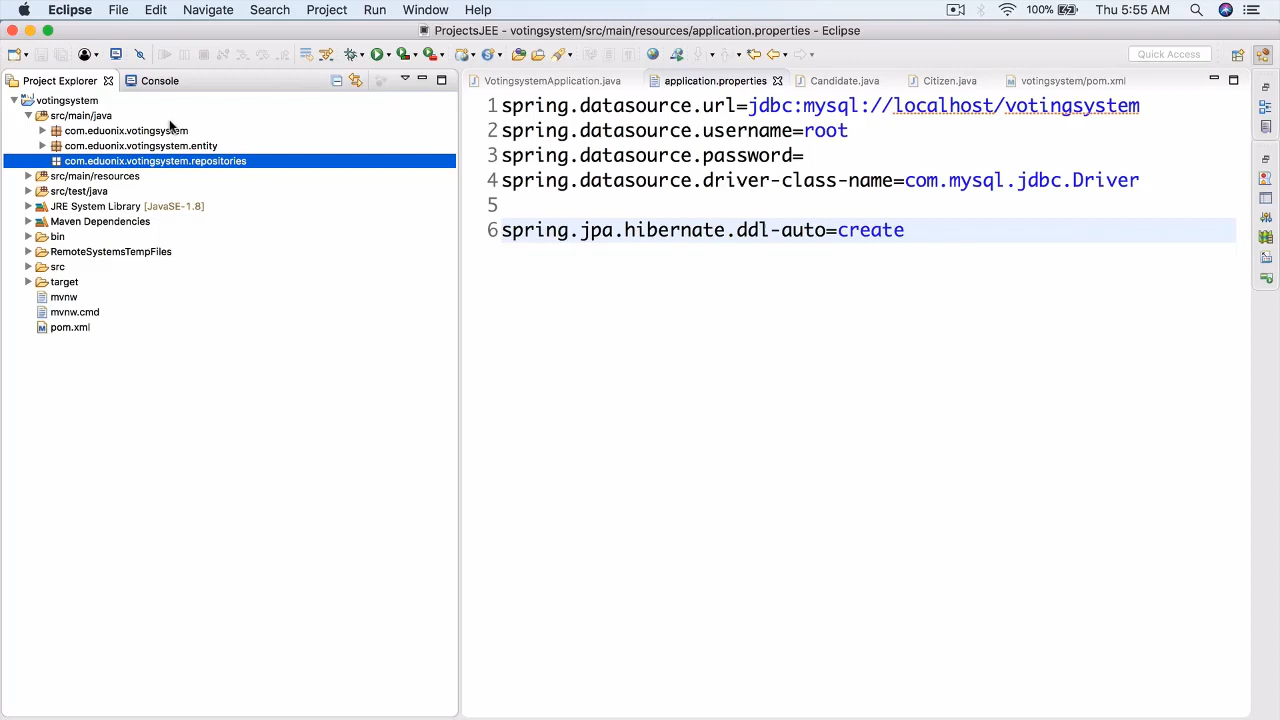 Eclipse File Edit Navigate Search Project Run Window Help 100% Thu 5:55 AM
ProjectsJEE - votingsystem/src/main/resources/application.properties - Eclipse
Quick Access
Project Explorer Console
VotingsystemApplication.java application.properties Candidate.java Citizen.java votingsystem/pom.xml
votingsystem
src/main/java
com.eduonix.votingsystem
com.eduonix.votingsystem.entity
com.eduonix.votingsystem.repositories
src/main/resources
src/test/java
JRE System Library [JavaSE-1.8]
Maven Dependencies
bin
RemoteSystemsTempFiles
src
target
mvnw
mvnw.cmd
pom.xml
1 spring.datasource.url=jdbc:mysql://localhost/votingsystem
2 spring.datasource.username=root
3 spring.datasource.password=
4 spring.datasource.driver-class-name=com.mysql.jdbc.Driver
5
6 spring.jpa.hibernate.ddl-auto=create